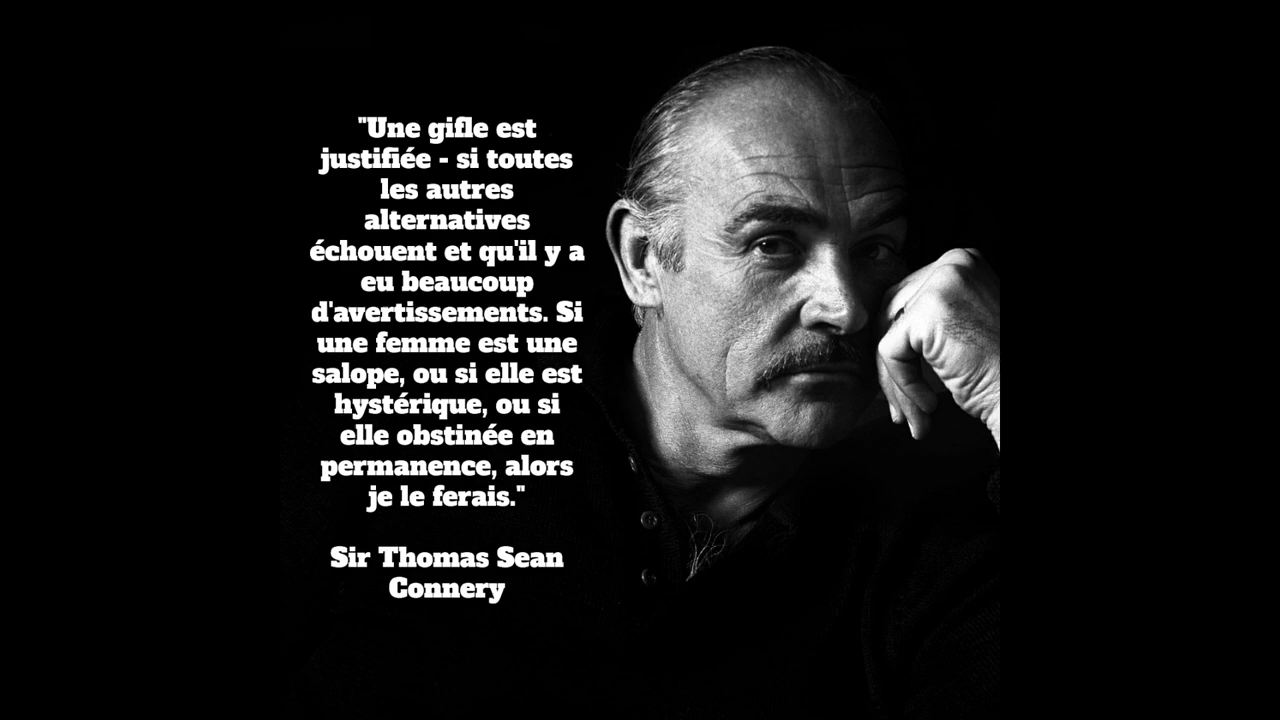 "Une gifle est
justifiée - si toutes
les autres
alternatives
échouent et qu'il y a
eu beaucoup
d'avertissements. Si
une femme est une
salope, ou si elle est
hystérique, ou si
elle obstinée en
permanence, alors
je le ferais."
Sir Thomas Sean
Connery